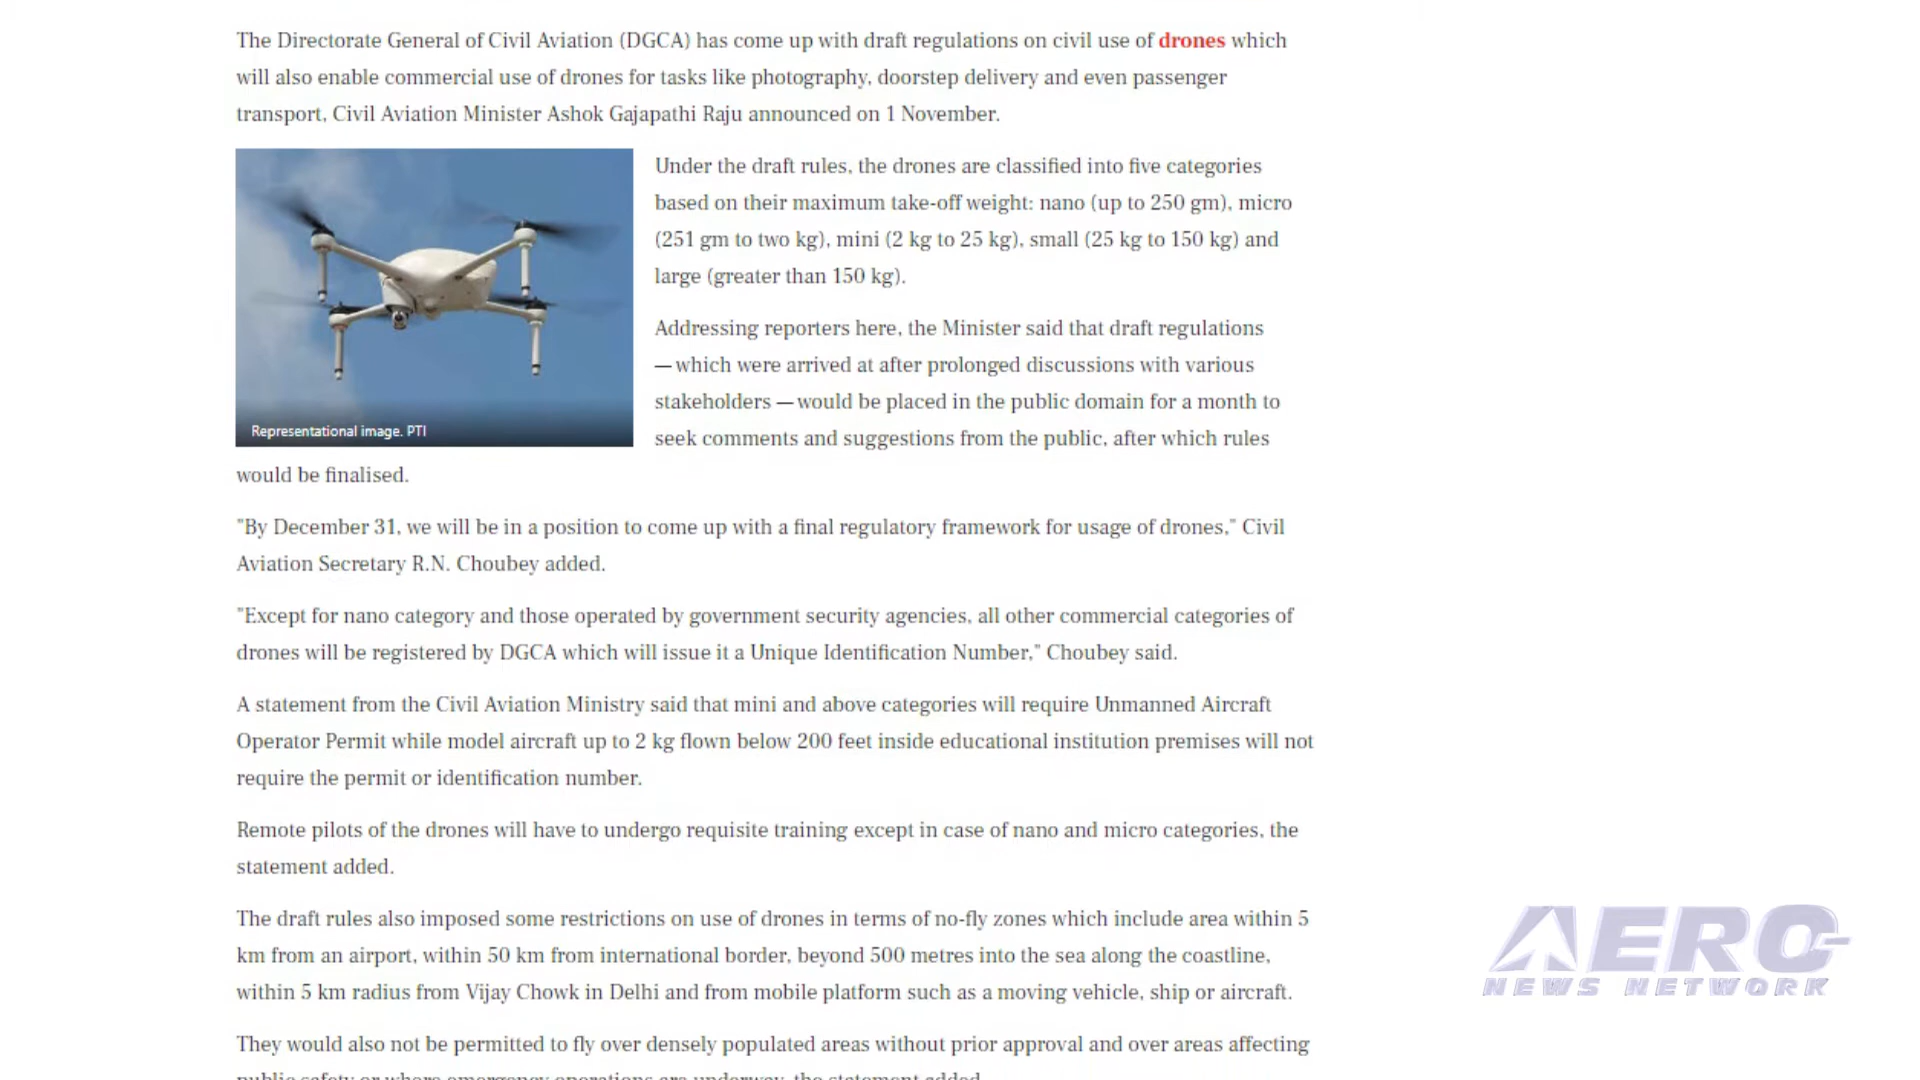 The Directorate General of Civil Aviation (DGCA) has come up with draft regulations on civil use of drones which
will also enable commercial use of drones for tasks like photography, doorstep delivery and even passenger
transport, Civil Aviation Minister Ashok Gajapathi Raju announced on 1 November.
Representational image. PTI
Under the draft rules, the drones are classified into five categories
based on their maximum take-off weight: nano (up to 250 gm), micro
(251 gm to two kg), mini (2 kg to 25 kg), small (25 kg to 150 kg) and
large (greater than 150 kg).
Addressing reporters here, the Minister said that draft regulations
— which were arrived at after prolonged discussions with various
stakeholders — would be placed in the public domain for a month to
seek comments and suggestions from the public, after which rules
would be finalised.
"By December 31, we will be in a position to come up with a final regulatory framework for usage of drones," Civil
Aviation Secretary R.N. Choubey added.
"Except for nano category and those operated by government security agencies, all other commercial categories of
drones will be registered by DGCA which will issue it a Unique Identification Number," Choubey said.
A statement from the Civil Aviation Ministry said that mini and above categories will require Unmanned Aircraft
Operator Permit while model aircraft up to 2 kg flown below 200 feet inside educational institution premises will not
require the permit or identification number.
Remote pilots of the drones will have to undergo requisite training except in case of nano and micro categories, the
statement added.
The draft rules also imposed some restrictions on use of drones in terms of no-fly zones which include area within 5
km from an airport, within 50 km from international border, beyond 500 metres into the sea along the coastline,
within 5 km radius from Vijay Chowk in Delhi and from mobile platform such as a moving vehicle, ship or aircraft.
They would also not be permitted to fly over densely populated areas without prior approval and over areas affecting
public safety or where emergency operations are underway, the statement added.
AERO-
NEWS NETWORK